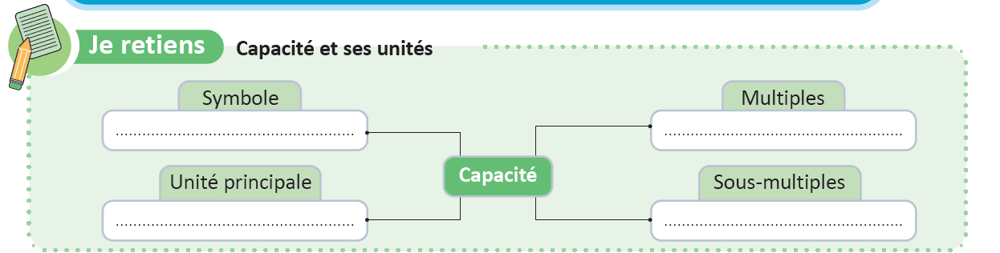 Je retiens
Capacité et ses unités
Symbole
Multiples
................................................................
................................................................
Capacité
Unité principale
Sous-multiples
................................................................
................................................................